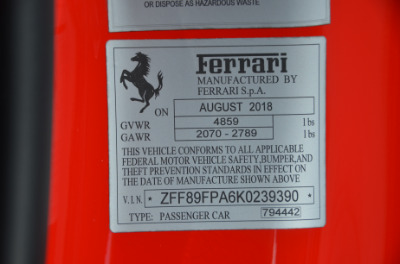 OR DISPOSE AS HAZARDOUS WASTE
Ferrari
MANUFACTURED BY
FERRARI S.p.A.
ON AUGUST 2018
GVWR 4859 lbs
GAWR 2070 - 2789 lbs
THIS VEHICLE CONFORMS TO ALL APPLICABLE
FEDERAL MOTOR VEHICLE SAFETY, BUMPER, AND
THEFT PREVENTION STANDARDS IN EFFECT ON
THE DATE OF MANUFACTURE SHOWN ABOVE
V.I.N. * ZFF89FPA6K0239390 *
TYPE: PASSENGER CAR 794442